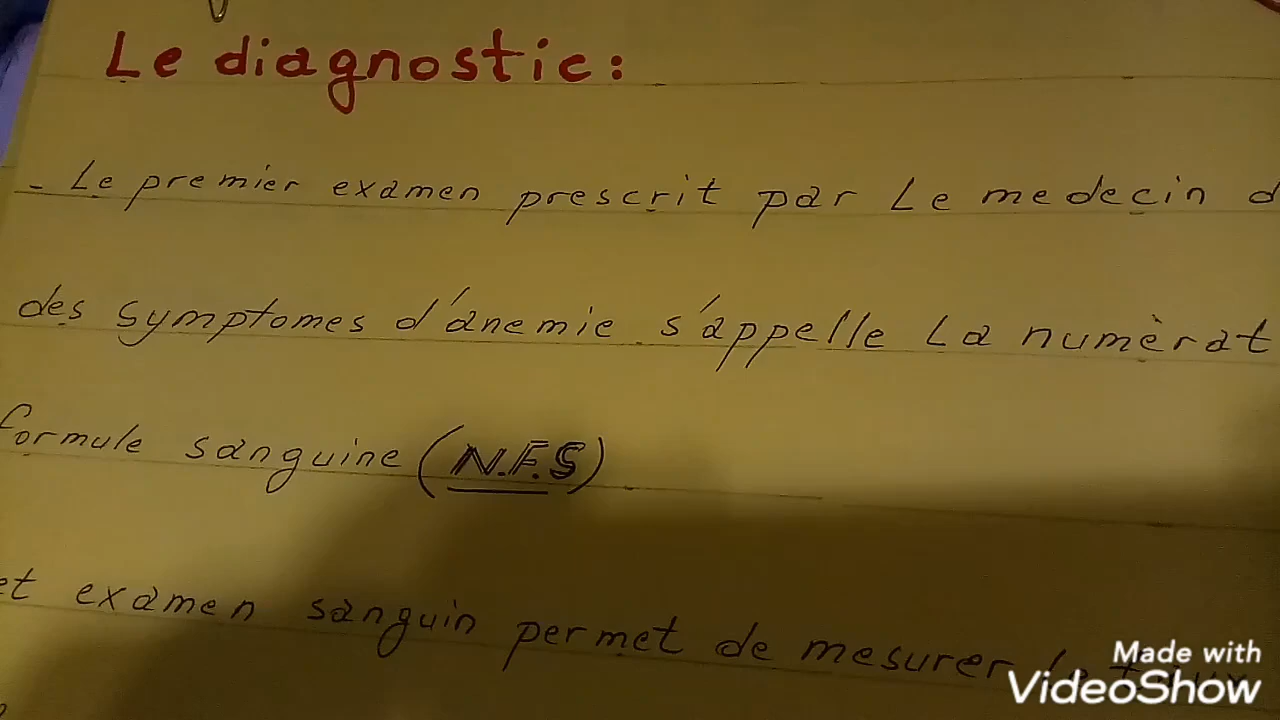 Le diagnostic:
- Le premier examen prescrit par Le medecin d
des symptomes d'anemie s'appelle La numèrat
formule sanguine (N.F.S)
et examen sanguin permet de mesurer
Made with
VideoShow